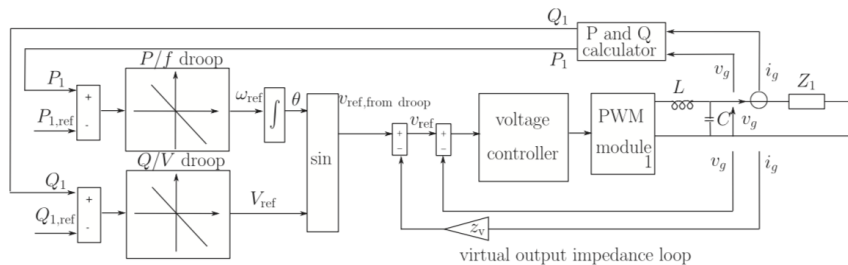 Q1
P and Q
calculator
P1
P/f droop
vg
ig
Z1
P1
+
-
P1,ref
ωref
∫
θ
vref,from droop
L
C
vg
sin
+
−
vref
+
−
voltage
controller
PWM
module
1
Q/V droop
vg
ig
Q1
+
-
Q1,ref
Vref
zv
virtual output impedance loop